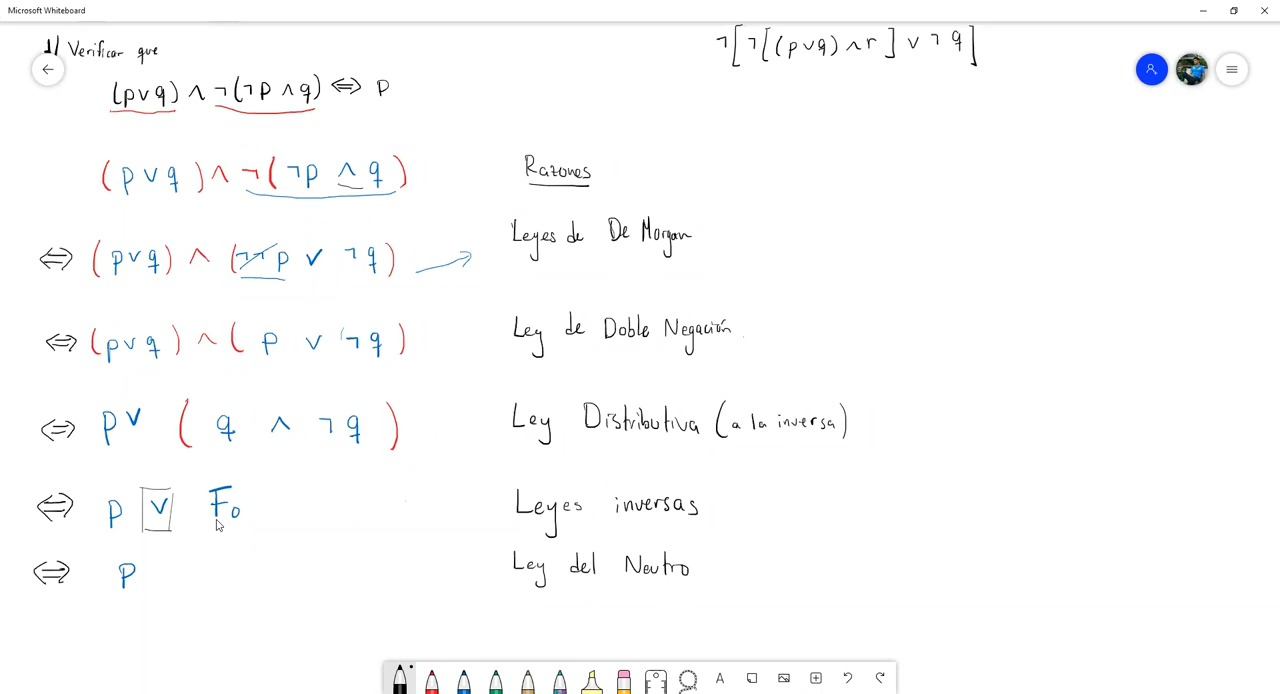 Microsoft Whiteboard
1) Verificar que
¬[¬[(p∨q)∧r]∨¬q]
(p∨q)∧¬(¬p∧q)⇔p
(p∨q)∧¬(¬p∧q)
Razones
⇔(p∨q)∧(¬¬p∨¬q)
Leyes de De Morgan
⇔(p∨q)∧(p∨¬q)
Ley de Doble Negación
⇔p∨(q∧¬q)
Ley Distributiva (a la inversa)
⇔p∨F₀
Leyes inversas
⇔p
Ley del Neutro
A